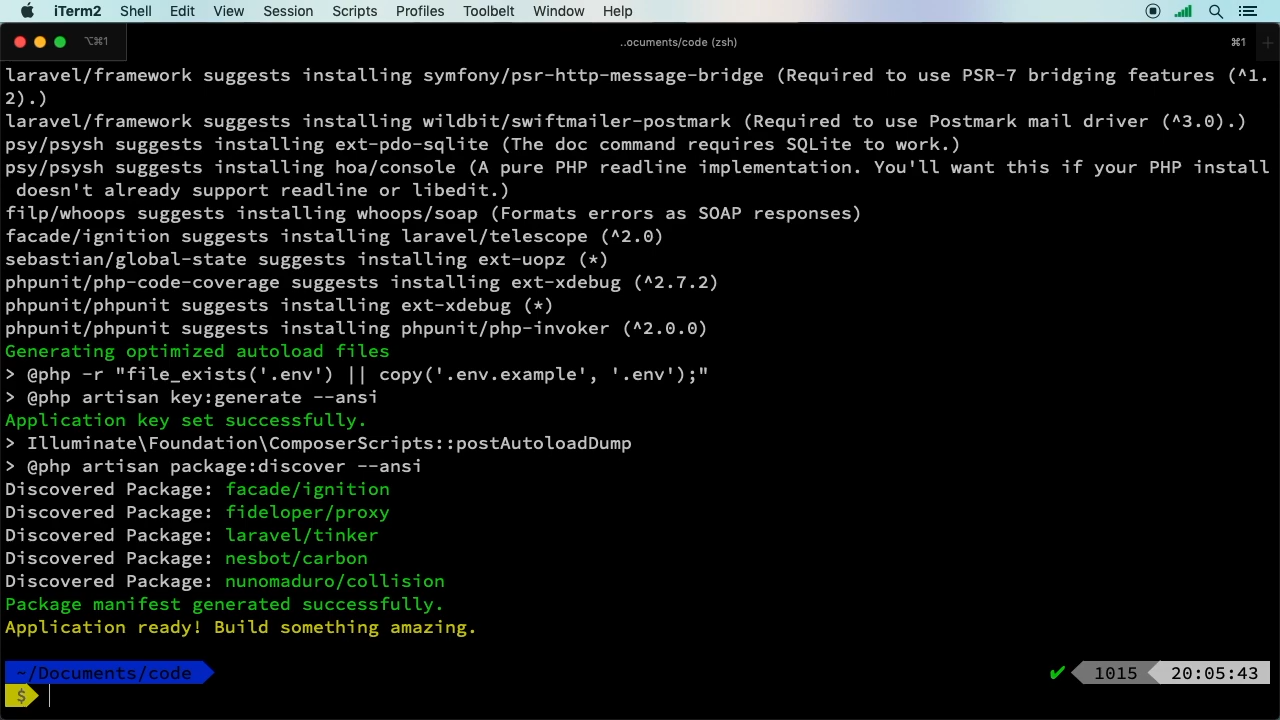 iTerm2 Shell Edit View Session Scripts Profiles Toolbelt Window Help
⌥⌘1 ..ocuments/code (zsh) ⌘1 +
laravel/framework suggests installing symfony/psr-http-message-bridge (Required to use PSR-7 bridging features (^1.
2).)
laravel/framework suggests installing wildbit/swiftmailer-postmark (Required to use Postmark mail driver (^3.0).)
psy/psysh suggests installing ext-pdo-sqlite (The doc command requires SQLite to work.)
psy/psysh suggests installing hoa/console (A pure PHP readline implementation. You'll want this if your PHP install
 doesn't already support readline or libedit.)
filp/whoops suggests installing whoops/soap (Formats errors as SOAP responses)
facade/ignition suggests installing laravel/telescope (^2.0)
sebastian/global-state suggests installing ext-uopz (*)
phpunit/php-code-coverage suggests installing ext-xdebug (^2.7.2)
phpunit/phpunit suggests installing ext-xdebug (*)
phpunit/phpunit suggests installing phpunit/php-invoker (^2.0.0)
Generating optimized autoload files
> @php -r "file_exists('.env') || copy('.env.example', '.env');"
> @php artisan key:generate --ansi
Application key set successfully.
> Illuminate\Foundation\ComposerScripts::postAutoloadDump
> @php artisan package:discover --ansi
Discovered Package: facade/ignition
Discovered Package: fideloper/proxy
Discovered Package: laravel/tinker
Discovered Package: nesbot/carbon
Discovered Package: nunomaduro/collision
Package manifest generated successfully.
Application ready! Build something amazing.
~/Documents/code ✔ 1015 20:05:43
$